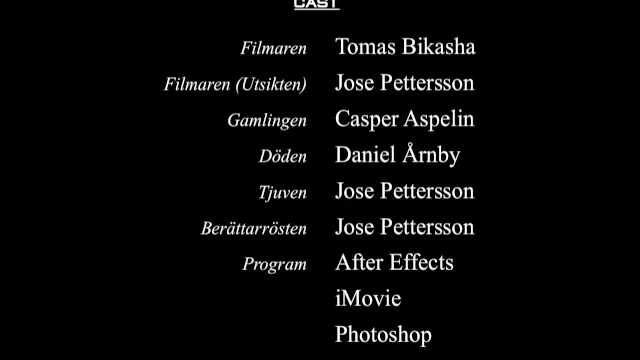 CAST
Filmaren Tomas Bikasha
Filmaren (Utsikten) Jose Pettersson
Gamlingen Casper Aspelin
Döden Daniel Årnby
Tjuven Jose Pettersson
Berättarrösten Jose Pettersson
Program After Effects
iMovie
Photoshop